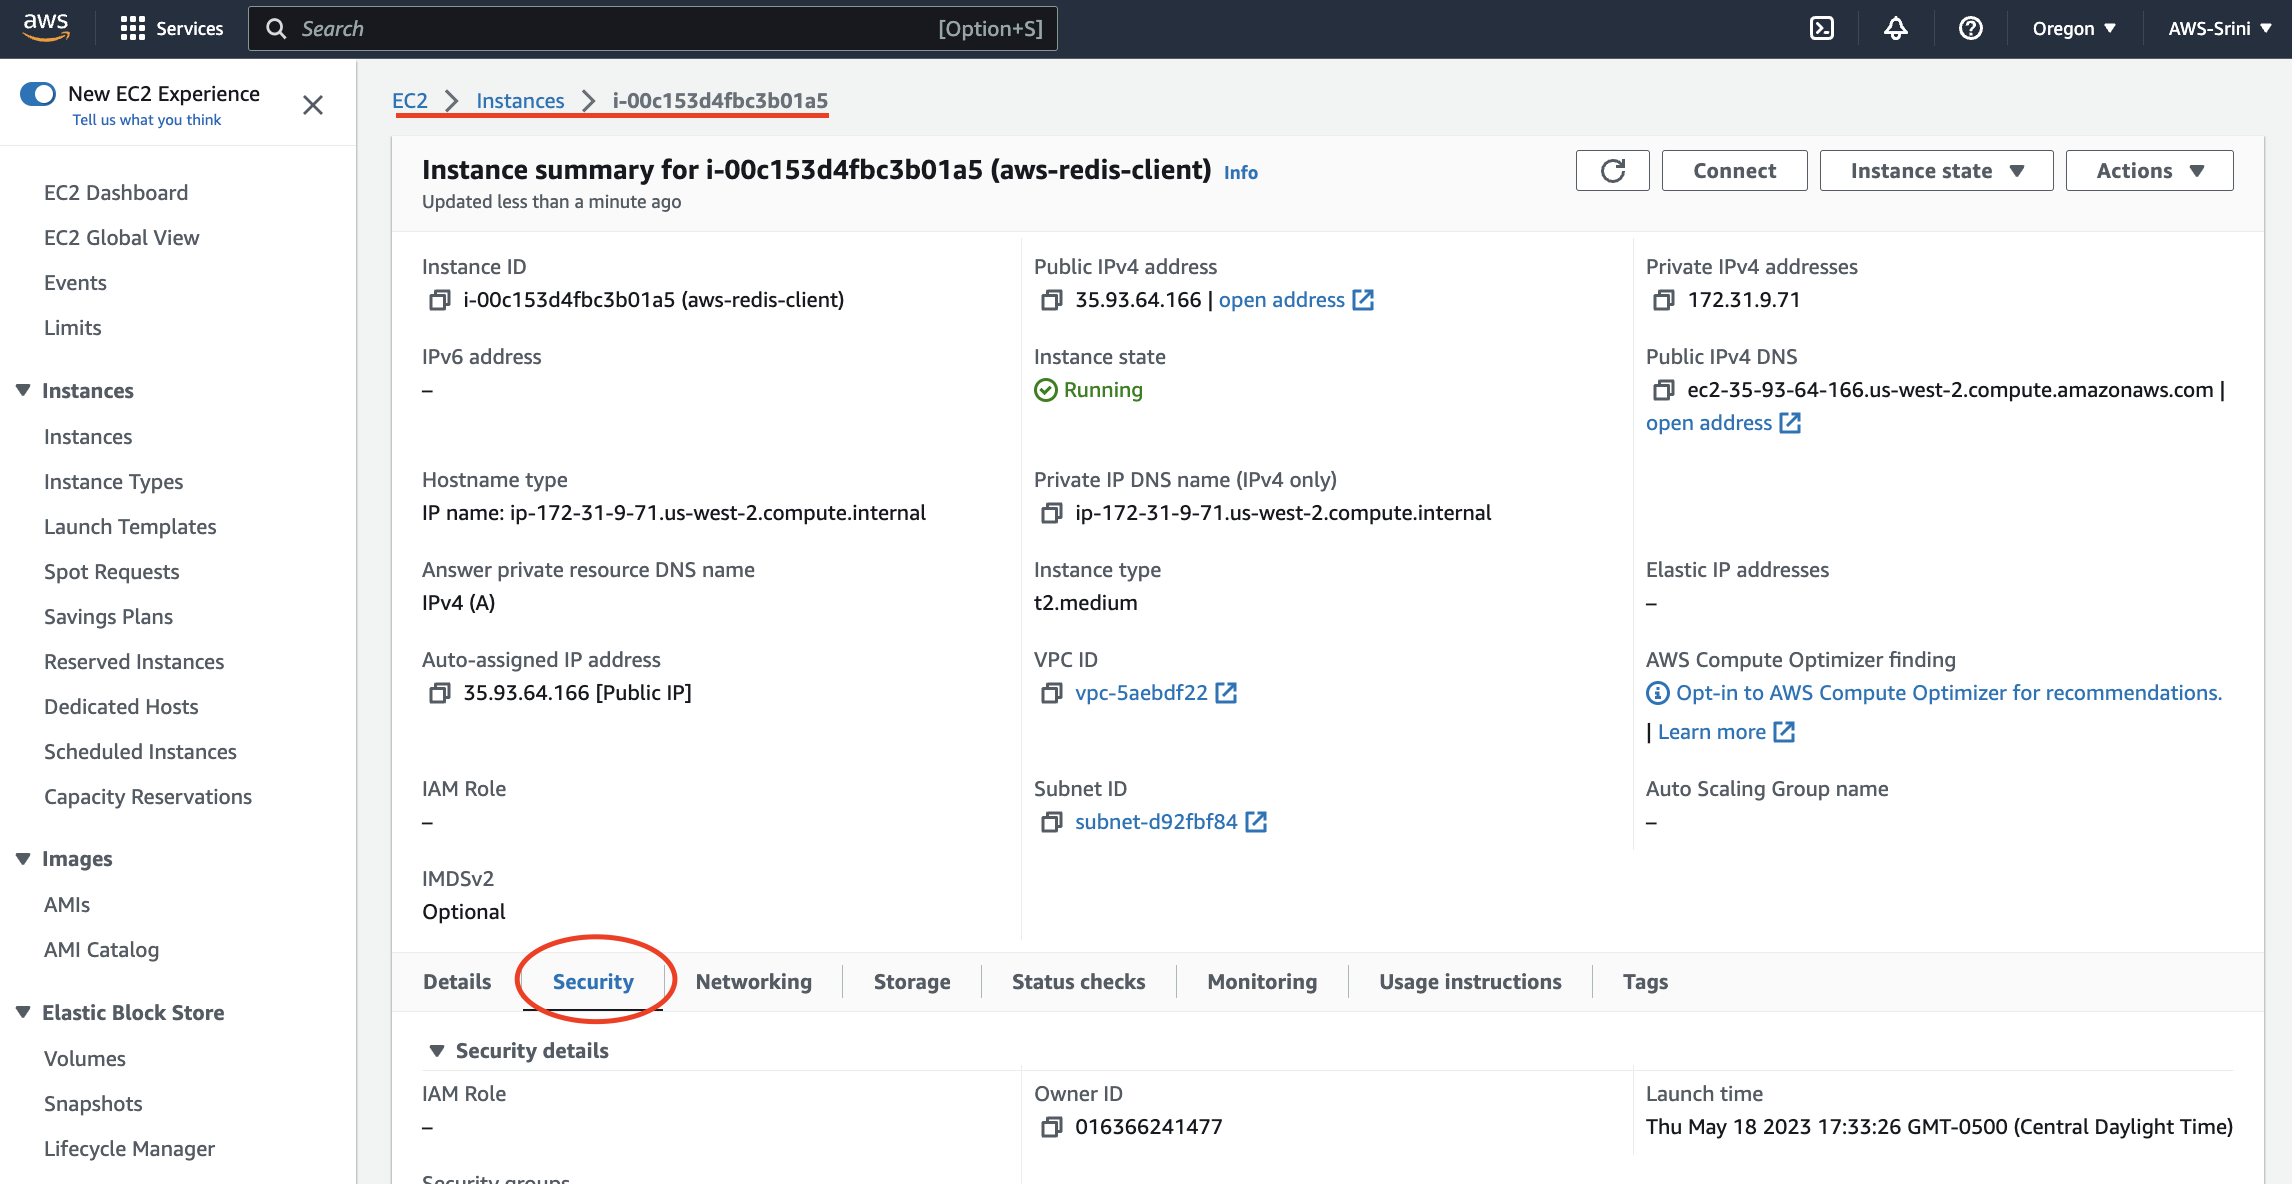 aws Services Search [Option+S] Oregon AWS-Srini
New EC2 Experience
Tell us what you think
EC2 Dashboard
EC2 Global View
Events
Limits
Instances
Instances
Instance Types
Launch Templates
Spot Requests
Savings Plans
Reserved Instances
Dedicated Hosts
Scheduled Instances
Capacity Reservations
Images
AMIs
AMI Catalog
Elastic Block Store
Volumes
Snapshots
Lifecycle Manager
EC2 Instances i-00c153d4fbc3b01a5
Instance summary for i-00c153d4fbc3b01a5 (aws-redis-client) Info
Updated less than a minute ago
Connect Instance state Actions
Instance ID
i-00c153d4fbc3b01a5 (aws-redis-client)
Public IPv4 address
35.93.64.166 | open address
Private IPv4 addresses
172.31.9.71
IPv6 address
–
Instance state
Running
Public IPv4 DNS
ec2-35-93-64-166.us-west-2.compute.amazonaws.com |
open address
Hostname type
IP name: ip-172-31-9-71.us-west-2.compute.internal
Private IP DNS name (IPv4 only)
ip-172-31-9-71.us-west-2.compute.internal
Answer private resource DNS name
IPv4 (A)
Instance type
t2.medium
Elastic IP addresses
–
Auto-assigned IP address
35.93.64.166 [Public IP]
VPC ID
vpc-5aebdf22
AWS Compute Optimizer finding
Opt-in to AWS Compute Optimizer for recommendations.
| Learn more
IAM Role
–
Subnet ID
subnet-d92fbf84
Auto Scaling Group name
–
IMDSv2
Optional
Details Security Networking Storage Status checks Monitoring Usage instructions Tags
Security details
IAM Role
–
Owner ID
016366241477
Launch time
Thu May 18 2023 17:33:26 GMT-0500 (Central Daylight Time)
Security groups